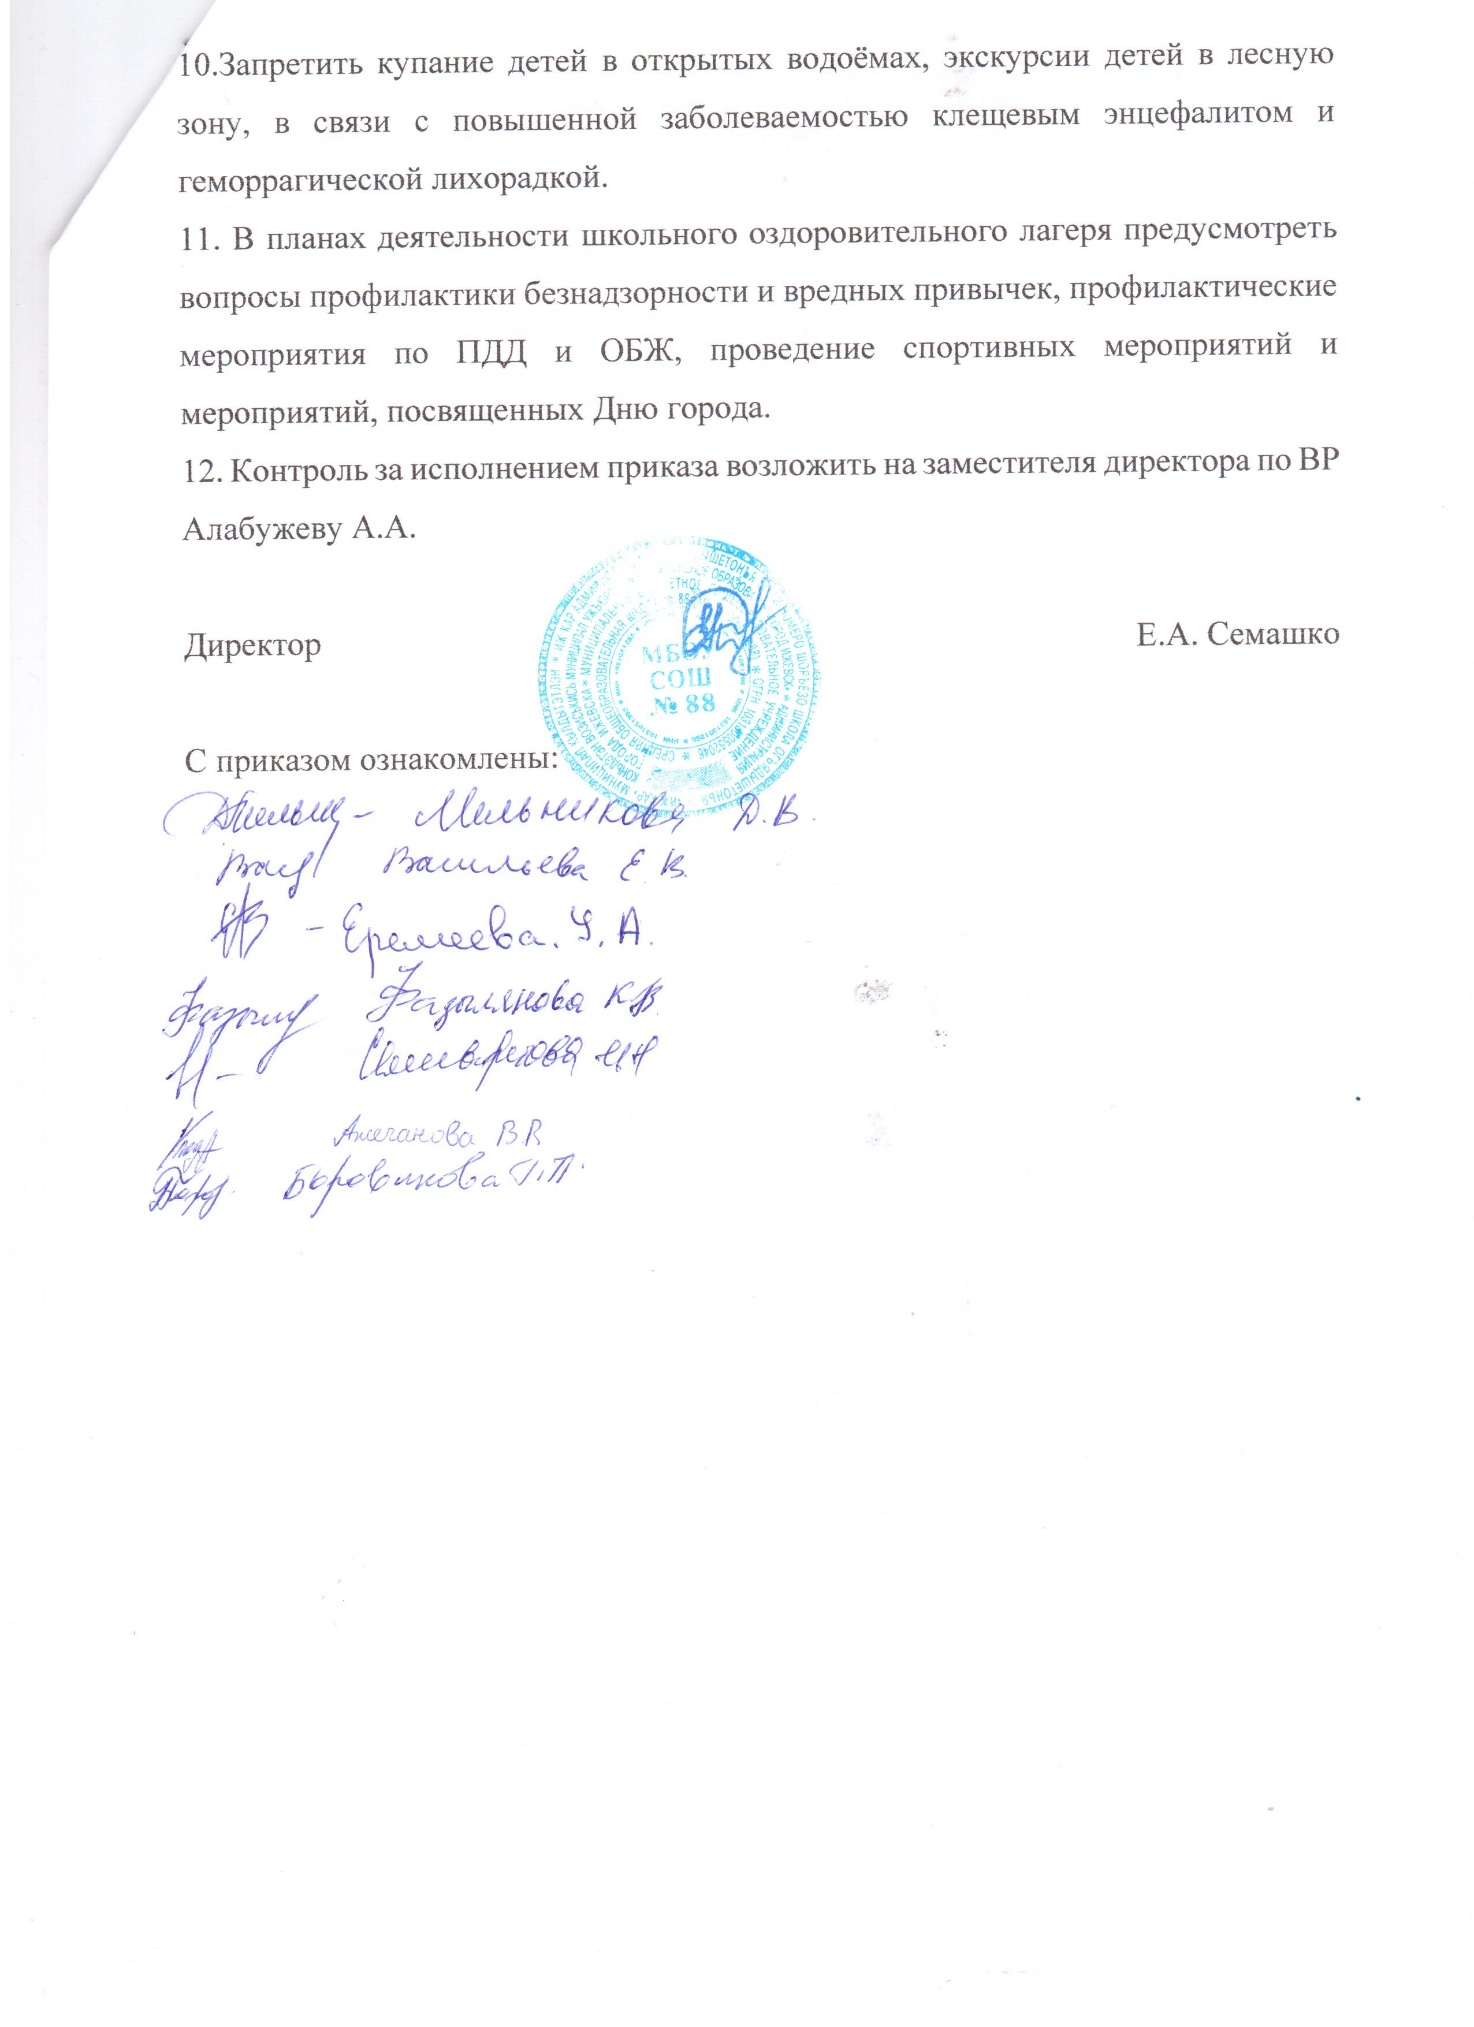 10.Запретить купание детей в открытых водоёмах, экскурсии детей в лесную
зону, в связи с повышенной заболеваемостью клещевым энцефалитом и
геморрагической лихорадкой.
11. В планах деятельности школьного оздоровительного лагеря предусмотреть
вопросы профилактики безнадзорности и вредных привычек, профилактические
мероприятия по ПДД и ОБЖ, проведение спортивных мероприятий и
мероприятий, посвященных Дню города.
12. Контроль за исполнением приказа возложить на заместителя директора по ВР
Алабужеву А.А.
СОШ
№ 88
Директор Е.А. Семашко
С приказом ознакомлены:
Мельникова Д.В.
Васильева Е.В.
Еремеева. У. А.
Фазылянова К.В
Боровикова Т.П.